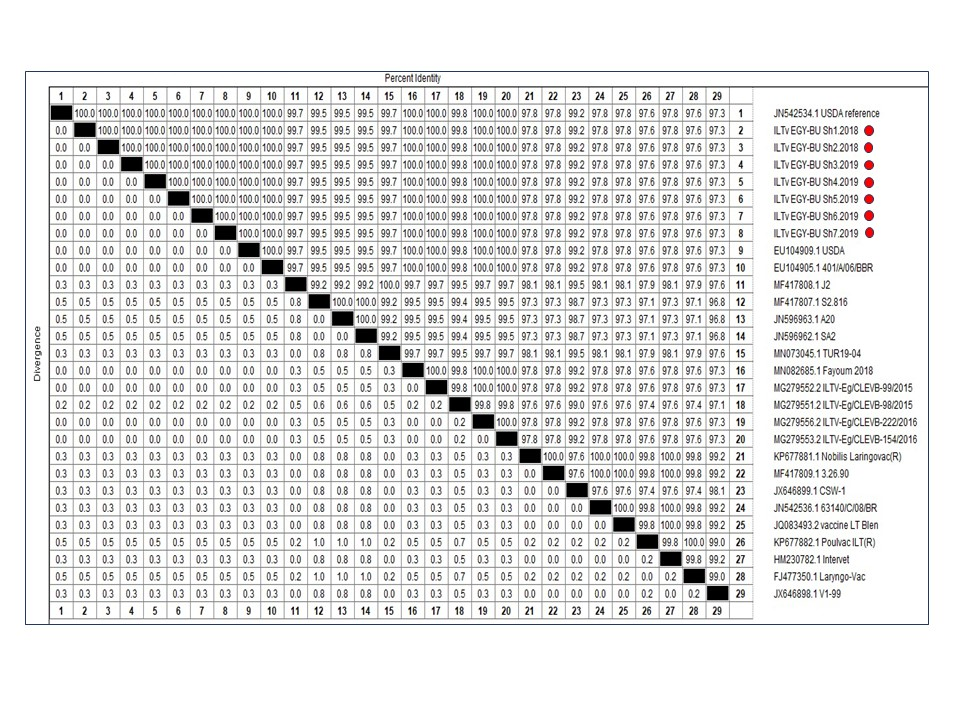 Percent Identity
1 2 3 4 5 6 7 8 9 10 11 12 13 14 15 16 17 18 19 20 21 22 23 24 25 26 27 28 29
100.0 100.0 100.0 100.0 100.0 100.0 100.0 100.0 100.0 99.7 99.5 99.5 99.5 99.7 100.0 100.0 99.8 100.0 100.0 97.8 97.8 99.2 97.8 97.8 97.6 97.8 97.6 97.3 1 JN542534.1 USDA reference
0.0 100.0 100.0 100.0 100.0 100.0 100.0 100.0 100.0 99.7 99.5 99.5 99.5 99.7 100.0 100.0 99.8 100.0 100.0 97.8 97.8 99.2 97.8 97.8 97.6 97.8 97.6 97.3 2 ILTv EGY-BU Sh1.2018
0.0 0.0 100.0 100.0 100.0 100.0 100.0 100.0 100.0 99.7 99.5 99.5 99.5 99.7 100.0 100.0 99.8 100.0 100.0 97.8 97.8 99.2 97.8 97.8 97.6 97.8 97.6 97.3 3 ILTv EGY-BU Sh2.2018
0.0 0.0 0.0 100.0 100.0 100.0 100.0 100.0 100.0 99.7 99.5 99.5 99.5 99.7 100.0 100.0 99.8 100.0 100.0 97.8 97.8 99.2 97.8 97.8 97.6 97.8 97.6 97.3 4 ILTv EGY-BU Sh3.2019
0.0 0.0 0.0 0.0 100.0 100.0 100.0 100.0 100.0 99.7 99.5 99.5 99.5 99.7 100.0 100.0 99.8 100.0 100.0 97.8 97.8 99.2 97.8 97.8 97.6 97.8 97.6 97.3 5 ILTv EGY-BU Sh4.2019
0.0 0.0 0.0 0.0 0.0 100.0 100.0 100.0 100.0 99.7 99.5 99.5 99.5 99.7 100.0 100.0 99.8 100.0 100.0 97.8 97.8 99.2 97.8 97.8 97.6 97.8 97.6 97.3 6 ILTv EGY-BU Sh5.2019
0.0 0.0 0.0 0.0 0.0 0.0 100.0 100.0 100.0 99.7 99.5 99.5 99.5 99.7 100.0 100.0 99.8 100.0 100.0 97.8 97.8 99.2 97.8 97.8 97.6 97.8 97.6 97.3 7 ILTv EGY-BU Sh6.2019
0.0 0.0 0.0 0.0 0.0 0.0 0.0 100.0 100.0 99.7 99.5 99.5 99.5 99.7 100.0 100.0 99.8 100.0 100.0 97.8 97.8 99.2 97.8 97.8 97.6 97.8 97.6 97.3 8 ILTv EGY-BU Sh7.2019
0.0 0.0 0.0 0.0 0.0 0.0 0.0 0.0 100.0 99.7 99.5 99.5 99.5 99.7 100.0 100.0 99.8 100.0 100.0 97.8 97.8 99.2 97.8 97.8 97.6 97.8 97.6 97.3 9 EU104909.1 USDA
0.0 0.0 0.0 0.0 0.0 0.0 0.0 0.0 0.0 99.7 99.5 99.5 99.5 99.7 100.0 100.0 99.8 100.0 100.0 97.8 97.8 99.2 97.8 97.8 97.6 97.8 97.6 97.3 10 EU104905.1 401/A/06/BBR
0.3 0.3 0.3 0.3 0.3 0.3 0.3 0.3 0.3 0.3 99.2 99.2 99.2 100.0 99.7 99.7 99.5 99.7 99.7 98.1 98.1 99.5 98.1 98.1 97.9 98.1 97.9 97.6 11 MF417808.1 J2
0.5 0.5 0.5 0.5 0.5 0.5 0.5 0.5 0.5 0.5 0.8 100.0 100.0 99.2 99.5 99.5 99.4 99.5 99.5 97.3 97.3 98.7 97.3 97.3 97.1 97.3 97.1 96.8 12 MF417807.1 S2.816
0.5 0.5 0.5 0.5 0.5 0.5 0.5 0.5 0.5 0.5 0.8 0.0 100.0 99.2 99.5 99.5 99.4 99.5 99.5 97.3 97.3 98.7 97.3 97.3 97.1 97.3 97.1 96.8 13 JN596963.1 A20
0.5 0.5 0.5 0.5 0.5 0.5 0.5 0.5 0.5 0.5 0.8 0.0 0.0 99.2 99.5 99.5 99.4 99.5 99.5 97.3 97.3 98.7 97.3 97.3 97.1 97.3 97.1 96.8 14 JN596962.1 SA2
0.3 0.3 0.3 0.3 0.3 0.3 0.3 0.3 0.3 0.3 0.0 0.8 0.8 0.8 99.7 99.7 99.5 99.7 99.7 98.1 98.1 99.5 98.1 98.1 97.9 98.1 97.9 97.6 15 MN073045.1 TUR19-04
0.0 0.0 0.0 0.0 0.0 0.0 0.0 0.0 0.0 0.0 0.3 0.5 0.5 0.5 0.3 100.0 99.8 100.0 100.0 97.8 97.8 99.2 97.8 97.8 97.6 97.8 97.6 97.3 16 MN082685.1 Fayoum 2018
0.0 0.0 0.0 0.0 0.0 0.0 0.0 0.0 0.0 0.0 0.3 0.5 0.5 0.5 0.3 0.0 99.8 100.0 100.0 97.8 97.8 99.2 97.8 97.8 97.6 97.8 97.6 97.3 17 MG279552.2 ILTV-Eg/CLEVB-99/2015
0.2 0.2 0.2 0.2 0.2 0.2 0.2 0.2 0.2 0.2 0.5 0.6 0.6 0.6 0.5 0.2 0.2 99.8 99.8 97.6 97.6 99.0 97.6 97.6 97.4 97.6 97.4 97.1 18 MG279551.2 ILTV-Eg/CLEVB-98/2015
0.0 0.0 0.0 0.0 0.0 0.0 0.0 0.0 0.0 0.0 0.3 0.5 0.5 0.5 0.3 0.0 0.0 0.2 100.0 97.8 97.8 99.2 97.8 97.8 97.6 97.8 97.6 97.3 19 MG279556.2 ILTV-Eg/CLEVB-222/2016
0.0 0.0 0.0 0.0 0.0 0.0 0.0 0.0 0.0 0.0 0.3 0.5 0.5 0.5 0.3 0.0 0.0 0.2 0.0 97.8 97.8 99.2 97.8 97.8 97.6 97.8 97.6 97.3 20 MG279553.2 ILTV-Eg/CLEVB-154/2016
0.3 0.3 0.3 0.3 0.3 0.3 0.3 0.3 0.3 0.3 0.0 0.8 0.8 0.8 0.0 0.3 0.3 0.5 0.3 0.3 100.0 97.6 100.0 100.0 99.8 100.0 99.8 99.2 21 KP677881.1 Nobilis Laringovac(R)
0.3 0.3 0.3 0.3 0.3 0.3 0.3 0.3 0.3 0.3 0.0 0.8 0.8 0.8 0.0 0.3 0.3 0.5 0.3 0.3 0.0 97.6 100.0 100.0 99.8 100.0 99.8 99.2 22 MF417809.1 3.26.90
0.3 0.3 0.3 0.3 0.3 0.3 0.3 0.3 0.3 0.3 0.0 0.8 0.8 0.8 0.0 0.3 0.3 0.5 0.3 0.3 0.0 0.0 97.6 97.6 97.4 97.6 97.4 98.1 23 JX646899.1 CSW-1
0.3 0.3 0.3 0.3 0.3 0.3 0.3 0.3 0.3 0.3 0.0 0.8 0.8 0.8 0.0 0.3 0.3 0.5 0.3 0.3 0.0 0.0 0.0 100.0 99.8 100.0 99.8 99.2 24 JN542536.1 63140/C/08/BR
0.3 0.3 0.3 0.3 0.3 0.3 0.3 0.3 0.3 0.3 0.0 0.8 0.8 0.8 0.0 0.3 0.3 0.5 0.3 0.3 0.0 0.0 0.0 0.0 99.8 100.0 99.8 99.2 25 JQ083493.2 vaccine LT Blen
0.5 0.5 0.5 0.5 0.5 0.5 0.5 0.5 0.5 0.5 0.2 1.0 1.0 1.0 0.2 0.5 0.5 0.7 0.5 0.5 0.2 0.2 0.2 0.2 0.2 99.8 100.0 99.0 26 KP677882.1 Poulvac ILT(R)
0.3 0.3 0.3 0.3 0.3 0.3 0.3 0.3 0.3 0.3 0.0 0.8 0.8 0.8 0.0 0.3 0.3 0.5 0.3 0.3 0.0 0.0 0.0 0.0 0.0 0.2 99.8 99.2 27 HM230782.1 Intervet
0.5 0.5 0.5 0.5 0.5 0.5 0.5 0.5 0.5 0.5 0.2 1.0 1.0 1.0 0.2 0.5 0.5 0.7 0.5 0.5 0.2 0.2 0.2 0.2 0.2 0.0 0.2 99.0 28 FJ477350.1 Laryngo-Vac
0.3 0.3 0.3 0.3 0.3 0.3 0.3 0.3 0.3 0.3 0.0 0.8 0.8 0.8 0.0 0.3 0.3 0.5 0.3 0.3 0.0 0.0 0.0 0.0 0.0 0.2 0.0 0.2 29 JX646898.1 V1-99
1 2 3 4 5 6 7 8 9 10 11 12 13 14 15 16 17 18 19 20 21 22 23 24 25 26 27 28 29
Divergence